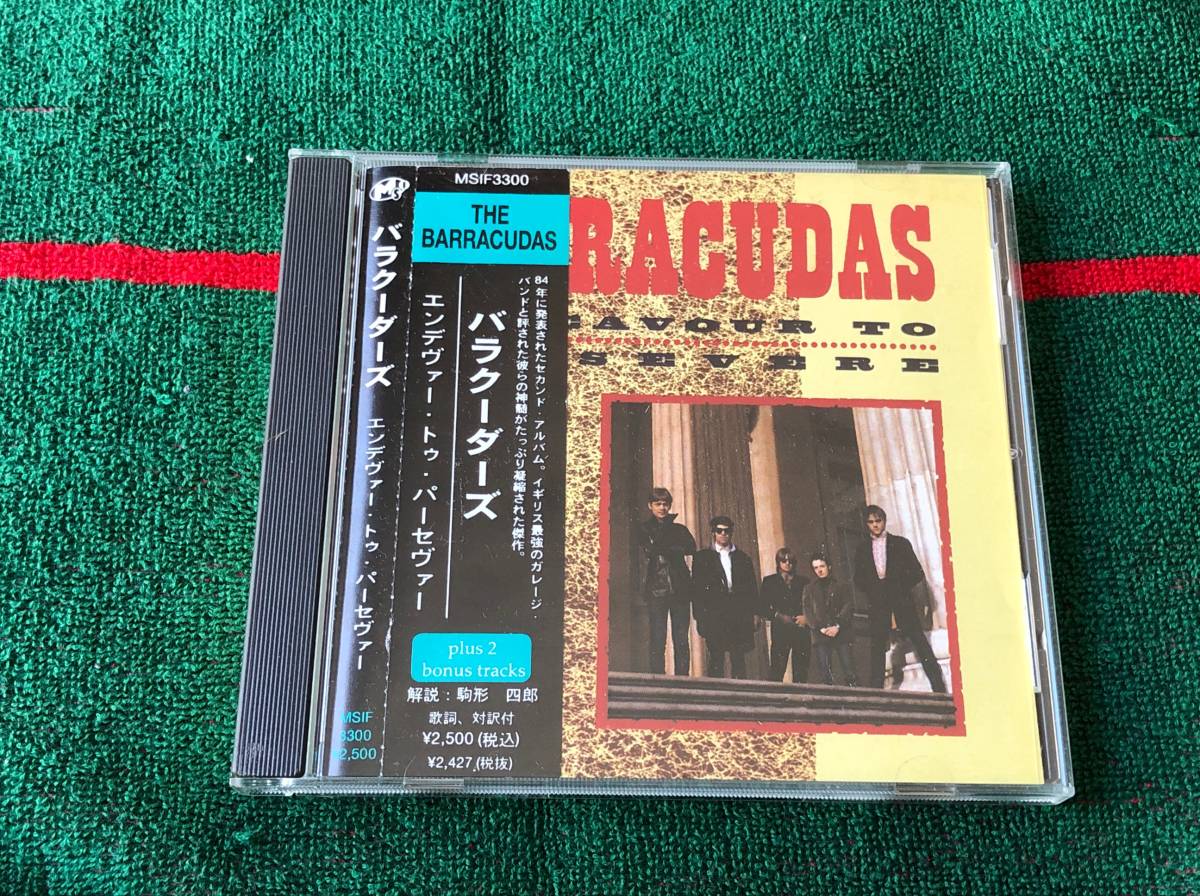 MSIF3300
THE
BARRACUDAS
84年に発表されたセカンド・アルバム。イギリス最強のガレージ・
バンドと評された彼らの神髄がたっぷり凝縮された傑作。
バラクーダーズ
エンデヴァー・トゥ・パーセヴァー
plus 2
bonus tracks
解説：駒形 四郎
歌詞、対訳付
¥2,500(税込)
¥2,427(税抜)
バラクーダーズ エンデヴァー・トゥ・パーセヴァー
MSIF
3300
¥2,500
RACUDAS
EAVOUR TO
SEVERE